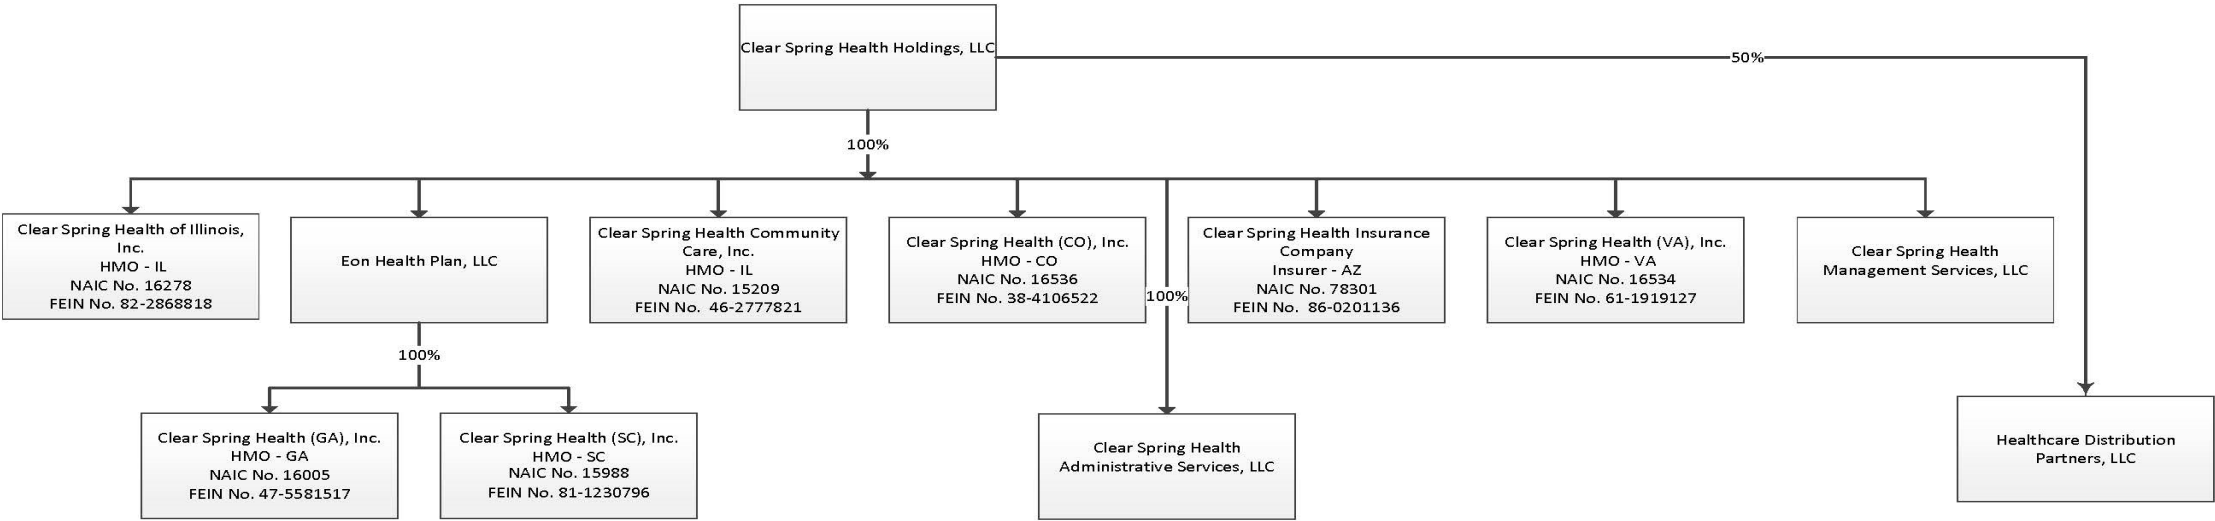 Clear Spring Health Holdings, LLC
50%
100%
Clear Spring Health of Illinois,
Inc.
HMO - IL
NAIC No. 16278
FEIN No. 82-2868818
Eon Health Plan, LLC
Clear Spring Health Community
Care, Inc.
HMO - IL
NAIC No. 15209
FEIN No. 46-2777821
Clear Spring Health (CO), Inc.
HMO - CO
NAIC No. 16536
FEIN No. 38-4106522
100%
Clear Spring Health Insurance
Company
Insurer - AZ
NAIC No. 78301
FEIN No. 86-0201136
Clear Spring Health (VA), Inc.
HMO - VA
NAIC No. 16534
FEIN No. 61-1919127
Clear Spring Health
Management Services, LLC
100%
Clear Spring Health (GA), Inc.
HMO - GA
NAIC No. 16005
FEIN No. 47-5581517
Clear Spring Health (SC), Inc.
HMO - SC
NAIC No. 15988
FEIN No. 81-1230796
Clear Spring Health
Administrative Services, LLC
Healthcare Distribution
Partners, LLC